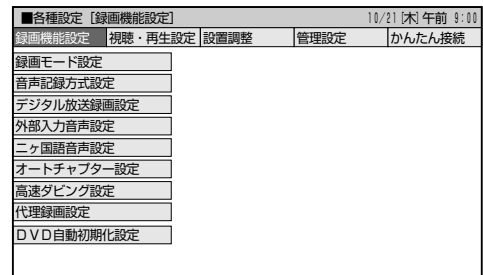 ■各種設定［録画機能設定］ 10/21[木]午前 9:00
録画機能設定 視聴・再生設定 設置調整 管理設定 かんたん接続
録画モード設定
音声記録方式設定
デジタル放送録画設定
外部入力音声設定
二ヶ国語音声設定
オートチャプター設定
高速ダビング設定
代理録画設定
ＤＶＤ自動初期化設定